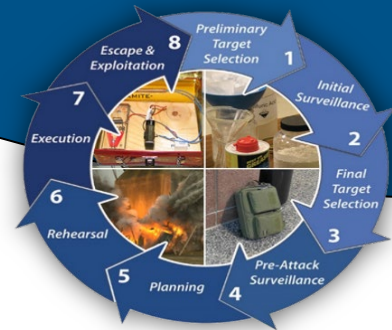 Preliminary
Target
Selection
1
Initial
Surveillance
2
Final
Target
Selection
3
Pre-Attack
Surveillance
4
Planning
5
Rehearsal
6
Execution
7
Escape &
Exploitation
8